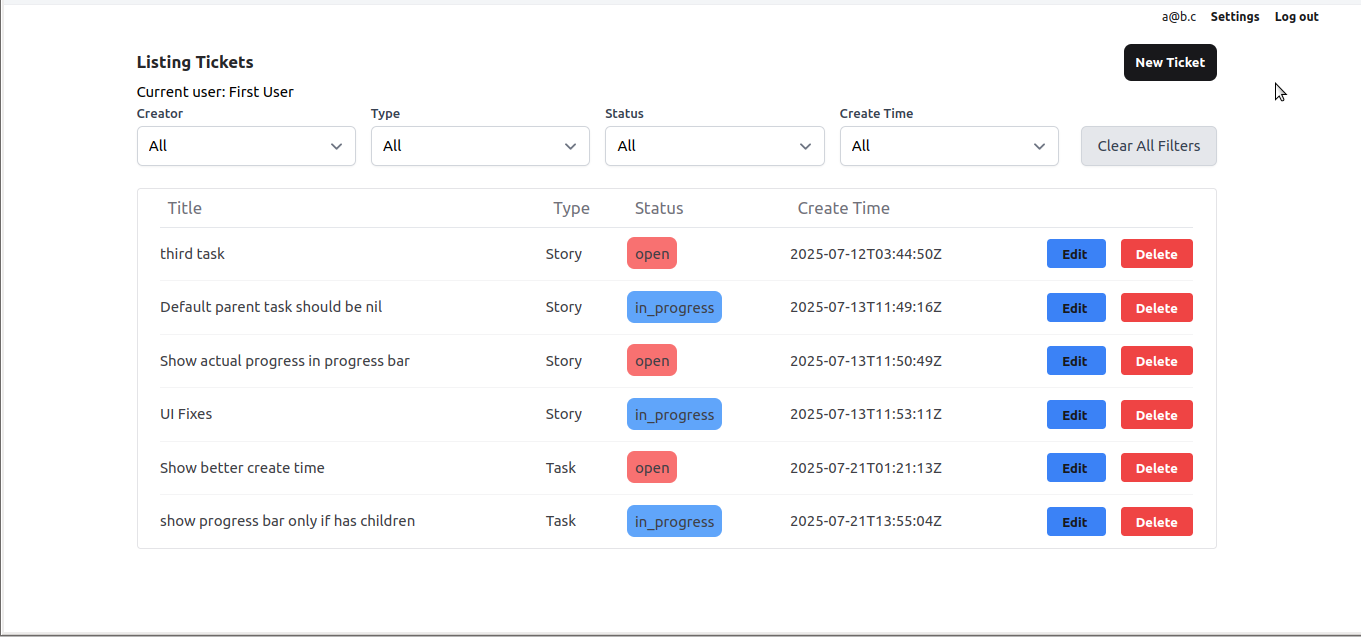 a@b.c Settings Log out
Listing Tickets New Ticket
Current user: First User
Creator Type Status Create Time
All All All All Clear All Filters
Title Type Status Create Time
third task Story open 2025-07-12T03:44:50Z Edit Delete
Default parent task should be nil Story in_progress 2025-07-13T11:49:16Z Edit Delete
Show actual progress in progress bar Story open 2025-07-13T11:50:49Z Edit Delete
UI Fixes Story in_progress 2025-07-13T11:53:11Z Edit Delete
Show better create time Task open 2025-07-21T01:21:13Z Edit Delete
show progress bar only if has children Task in_progress 2025-07-21T13:55:04Z Edit Delete